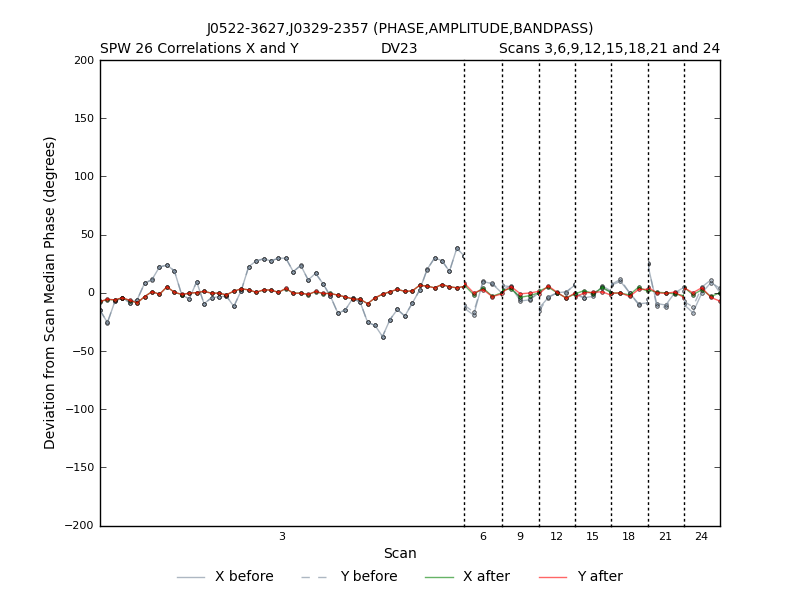 J0522-3627,J0329-2357 (PHASE,AMPLITUDE,BANDPASS)
SPW 26 Correlations X and Y DV23 Scans 3,6,9,12,15,18,21 and 24
200
150
100
50
0
−50
−100
−150
−200
Deviation from Scan Median Phase (degrees)
3 6 9 12 15 18 21 24
Scan
X before Y before X after Y after